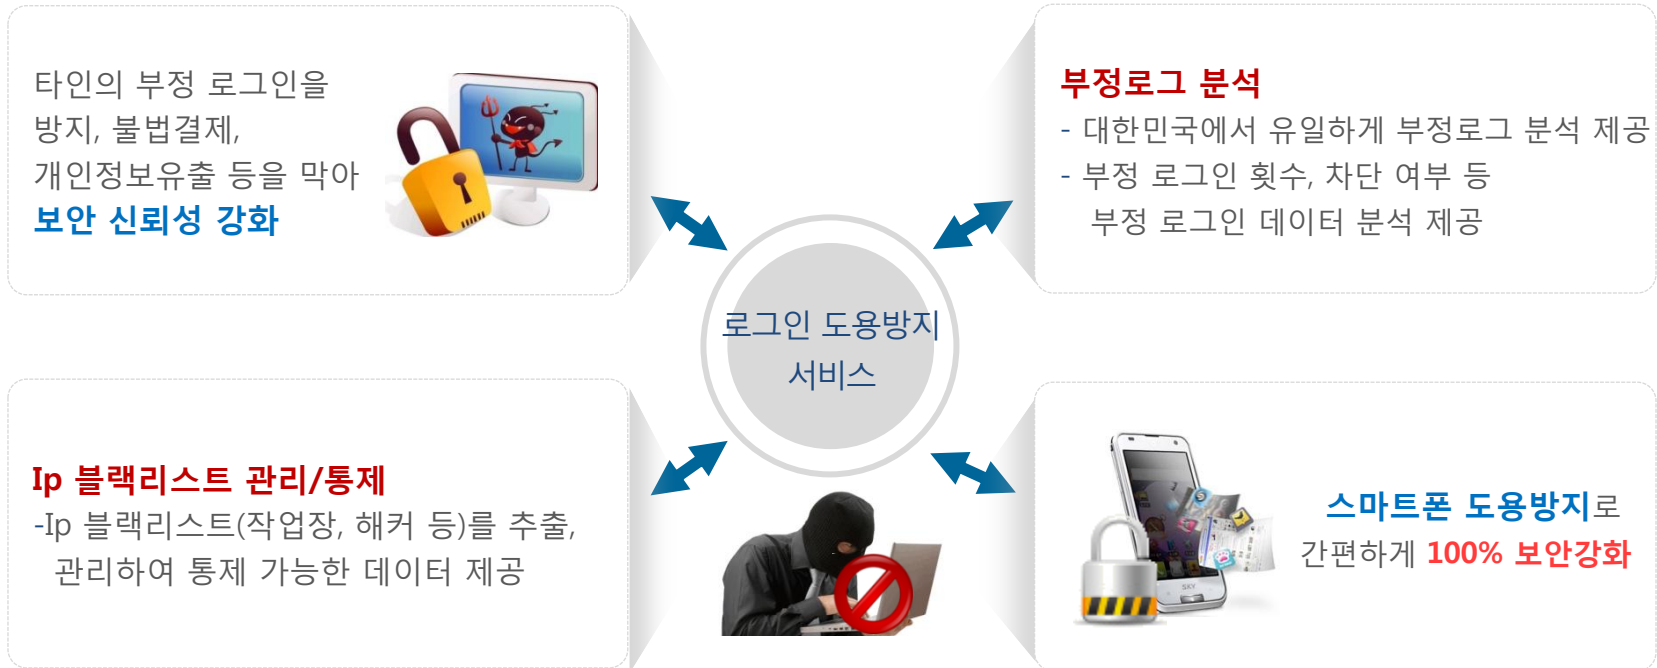 타인의 부정 로그인을
방지, 불법결제,
개인정보유출 등을 막아
보안 신뢰성 강화
부정로그 분석
- 대한민국에서 유일하게 부정로그 분석 제공
- 부정 로그인 횟수, 차단 여부 등
부정 로그인 데이터 분석 제공
로그인 도용방지
서비스
Ip 블랙리스트 관리/통제
-Ip 블랙리스트(작업장, 해커 등)를 추출,
관리하여 통제 가능한 데이터 제공
스마트폰 도용방지로
간편하게 100% 보안강화
SKY